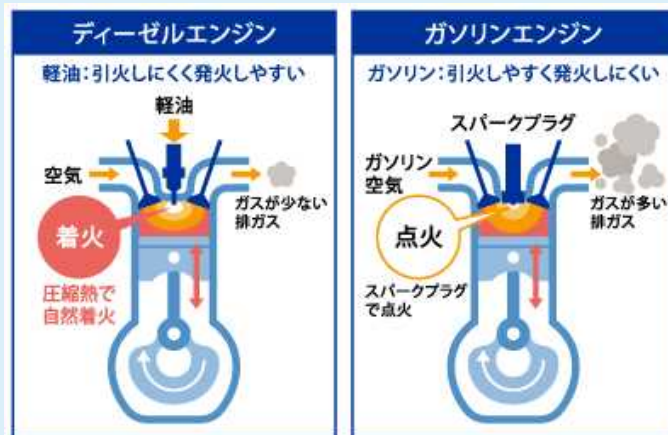 ディーゼルエンジン
軽油:引火しにくく発火しやすい
軽油
空気
ガスが少ない
排ガス
着火
圧縮熱で
自然着火
ガソリンエンジン
ガソリン:引火しやすく発火しにくい
スパークプラグ
ガソリン
空気
ガスが多い
排ガス
点火
スパークプラグ
で点火